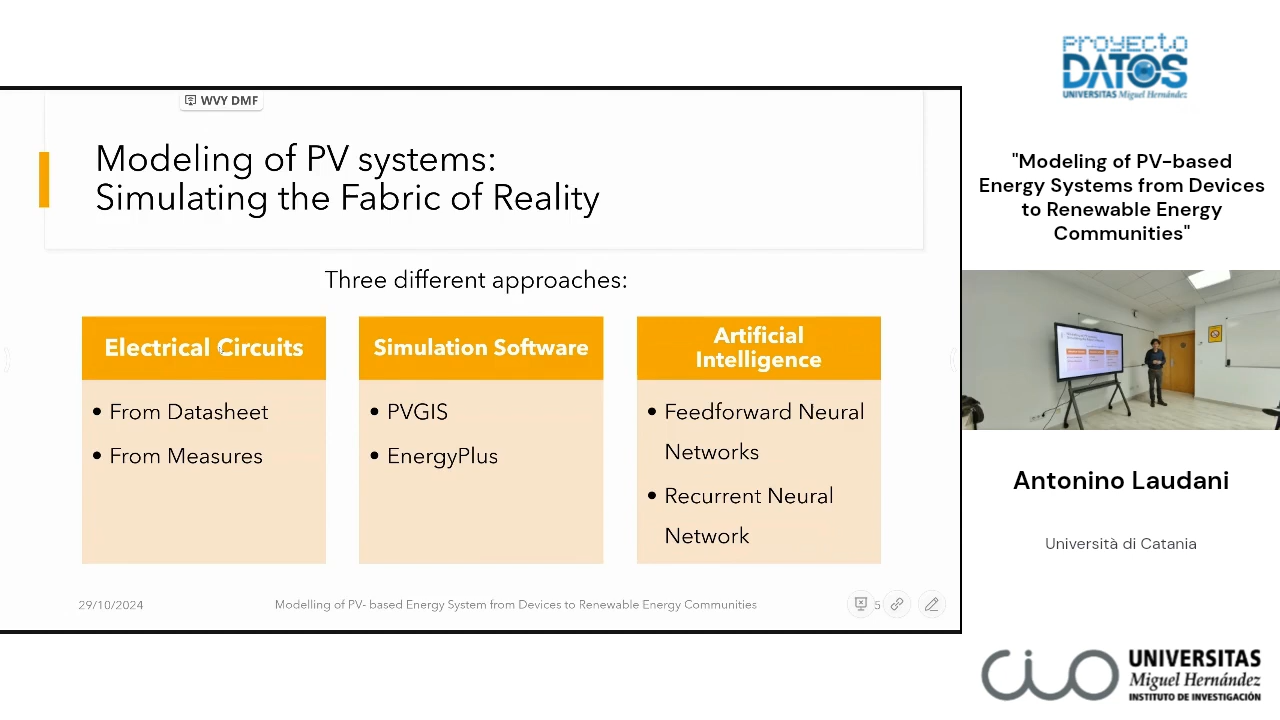 WVY DMF
Modeling of PV systems:
Simulating the Fabric of Reality
Three different approaches:
Electrical Circuits
• From Datasheet
• From Measures
Simulation Software
• PVGIS
• EnergyPlus
Artificial
Intelligence
• Feedforward Neural
Networks
• Recurrent Neural
Network
29/10/2024
Modelling of PV- based Energy System from Devices to Renewable Energy Communities
5
PROYECTO
DATOS
UNIVERSITAS Miguel Hernández
"Modeling of PV-based
Energy Systems from Devices
to Renewable Energy
Communities"
Antonino Laudani
Università di Catania
CIO
UNIVERSITAS
Miguel Hernández
INSTITUTO DE INVESTIGACIÓN